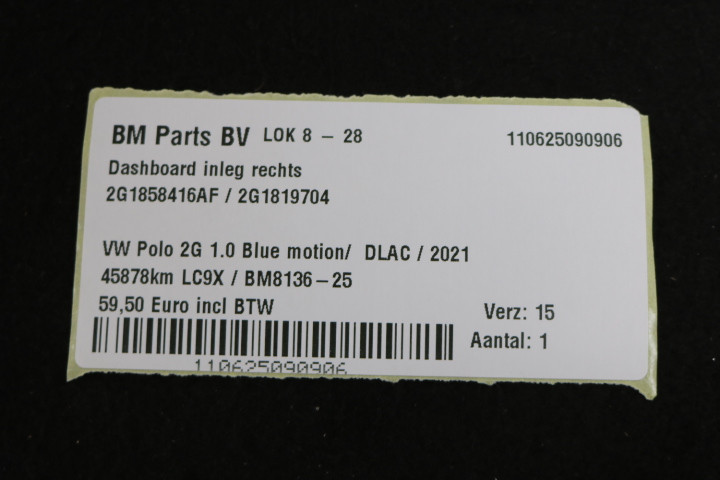 BM Parts BV LOK 8 – 28 110625090906
Dashboard inleg rechts
2G1858416AF / 2G1819704
VW Polo 2G 1.0 Blue motion/ DLAC / 2021
45878km LC9X / BM8136-25
59,50 Euro incl BTW Verz: 15
Aantal: 1
110625090906